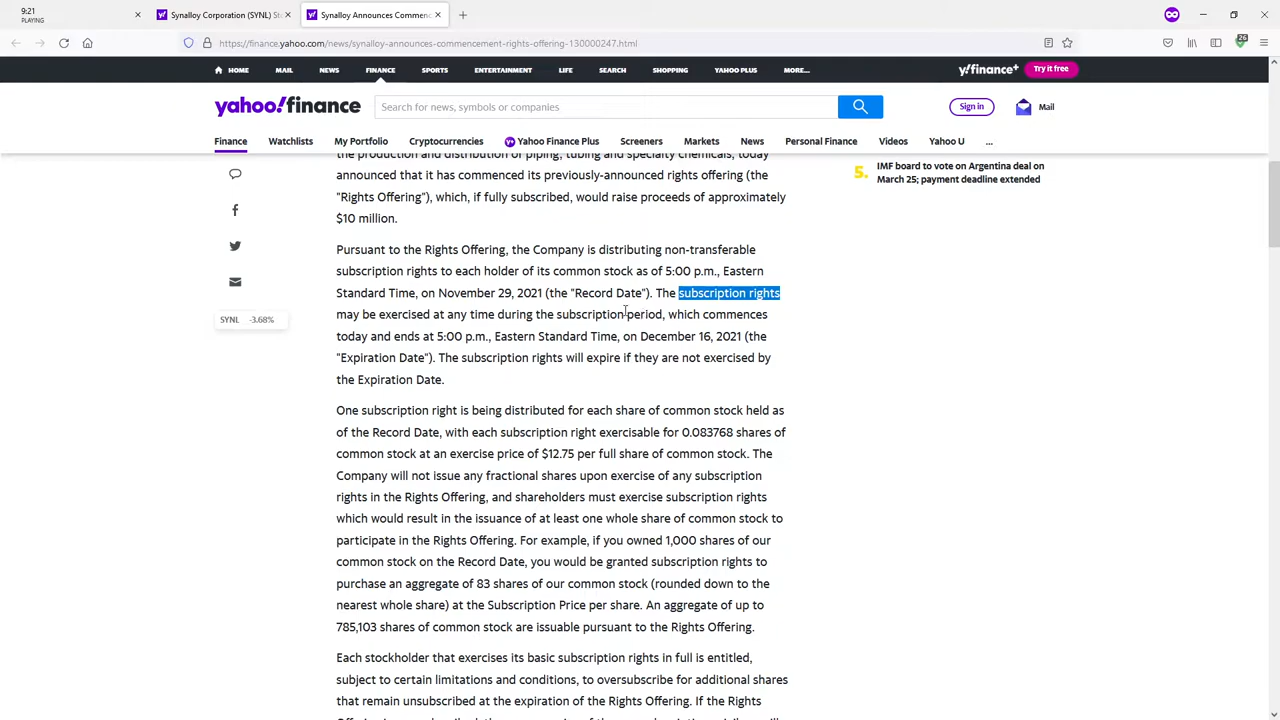 9:21
PLAYING
Synalloy Corporation (SYNL) St
Synalloy Announces Commenc
https://finance.yahoo.com/news/synalloy-announces-commencement-rights-offering-130000247.html
26
HOME MAIL NEWS FINANCE SPORTS ENTERTAINMENT LIFE SEARCH SHOPPING YAHOO PLUS MORE...
y!finance+ Try it free
yahoo!finance
Search for news, symbols or companies
Sign in
Mail
Finance Watchlists My Portfolio Cryptocurrencies Yahoo Finance Plus Screeners Markets News Personal Finance Videos Yahoo U ...
the production and distribution of piping, tubing and specialty chemicals, today
announced that it has commenced its previously-announced rights offering (the
"Rights Offering"), which, if fully subscribed, would raise proceeds of approximately
$10 million.
Pursuant to the Rights Offering, the Company is distributing non-transferable
subscription rights to each holder of its common stock as of 5:00 p.m., Eastern
Standard Time, on November 29, 2021 (the "Record Date"). The subscription rights
may be exercised at any time during the subscription period, which commences
today and ends at 5:00 p.m., Eastern Standard Time, on December 16, 2021 (the
"Expiration Date"). The subscription rights will expire if they are not exercised by
the Expiration Date.
One subscription right is being distributed for each share of common stock held as
of the Record Date, with each subscription right exercisable for 0.083768 shares of
common stock at an exercise price of $12.75 per full share of common stock. The
Company will not issue any fractional shares upon exercise of any subscription
rights in the Rights Offering, and shareholders must exercise subscription rights
which would result in the issuance of at least one whole share of common stock to
participate in the Rights Offering. For example, if you owned 1,000 shares of our
common stock on the Record Date, you would be granted subscription rights to
purchase an aggregate of 83 shares of our common stock (rounded down to the
nearest whole share) at the Subscription Price per share. An aggregate of up to
785,103 shares of common stock are issuable pursuant to the Rights Offering.
Each stockholder that exercises its basic subscription rights in full is entitled,
subject to certain limitations and conditions, to oversubscribe for additional shares
that remain unsubscribed at the expiration of the Rights Offering. If the Rights
SYNL -3.68%
5. IMF board to vote on Argentina deal on
March 25; payment deadline extended